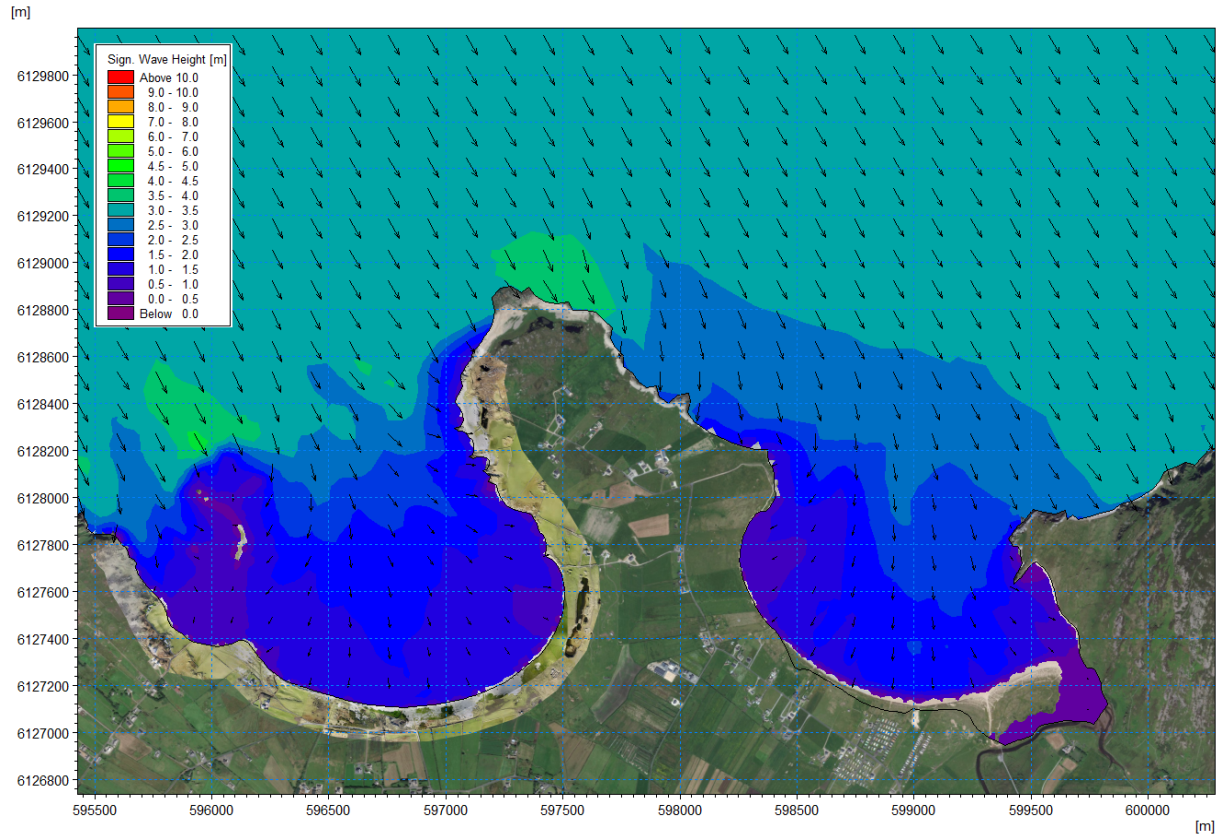 [m]
Sign. Wave Height [m]
Above 10.0
9.0 - 10.0
8.0 - 9.0
7.0 - 8.0
6.0 - 7.0
5.0 - 6.0
4.5 - 5.0
4.0 - 4.5
3.5 - 4.0
3.0 - 3.5
2.5 - 3.0
2.0 - 2.5
1.5 - 2.0
1.0 - 1.5
0.5 - 1.0
0.0 - 0.5
Below 0.0
6129800
6129600
6129400
6129200
6129000
6128800
6128600
6128400
6128200
6128000
6127800
6127600
6127400
6127200
6127000
6126800
595500 596000 596500 597000 597500 598000 598500 599000 599500 600000
[m]